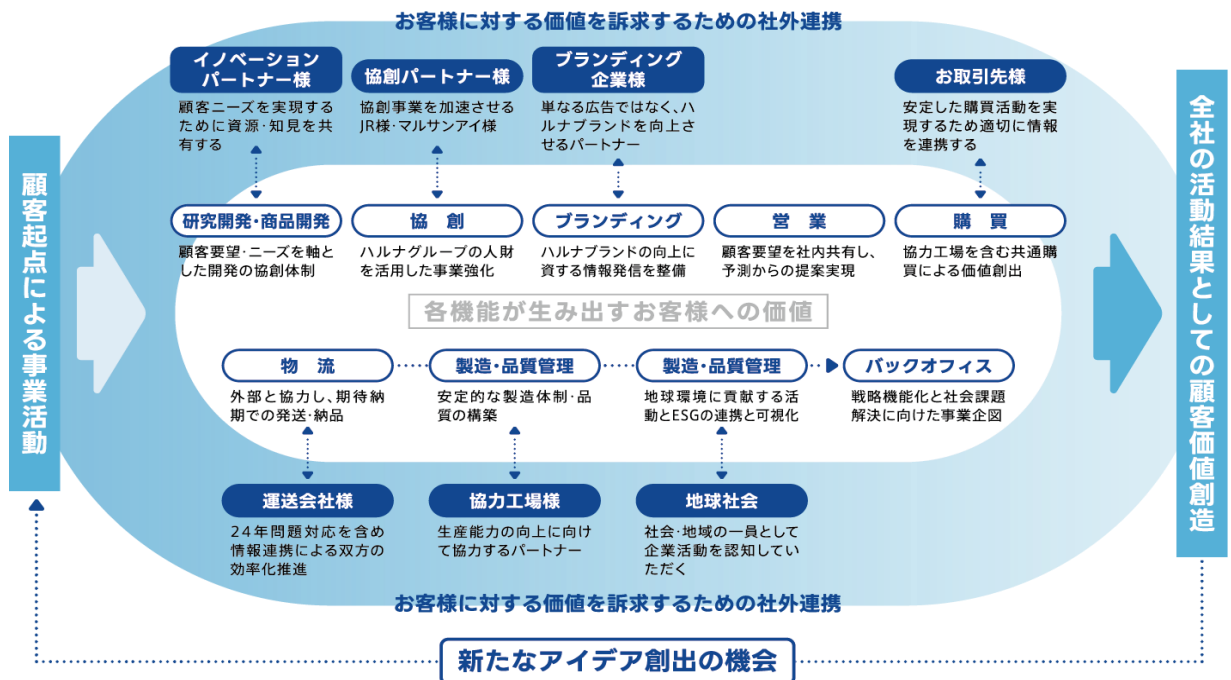 お客様に対する価値を訴求するための社外連携
イノベーション
パートナー様
顧客ニーズを実現する
ために資源・知見を共
有する
協創パートナー様
協創事業を加速させる
JR様・マルサンアイ様
ブランディング
企業様
単なる広告ではなく、ハ
ルナブランドを向上さ
せるパートナー
お取引先様
安定した購買活動を実
現するため適切に情報
を連携する
顧客起点による事業活動
全社の活動結果としての顧客価値創造
研究開発・商品開発
顧客要望・ニーズを軸と
した開発の協創体制
協 創
ハルナグループの人財
を活用した事業強化
ブランディング
ハルナブランドの向上に
資する情報発信を整備
営 業
顧客要望を社内共有し、
予測からの提案実現
購 買
協力工場を含む共通購
買による価値創出
各機能が生み出すお客様への価値
物 流
外部と協力し、期待納
期での発送・納品
製造・品質管理
安定的な製造体制・品
質の構築
製造・品質管理
地球環境に貢献する活
動とESGの連携と可視化
バックオフィス
戦略機能化と社会課題
解決に向けた事業企図
運送会社様
24年問題対応を含め
情報連携による双方の
効率化推進
協力工場様
生産能力の向上に向け
て協力するパートナー
地球社会
社会・地域の一員として
企業活動を認知してい
ただく
お客様に対する価値を訴求するための社外連携
新たなアイデア創出の機会